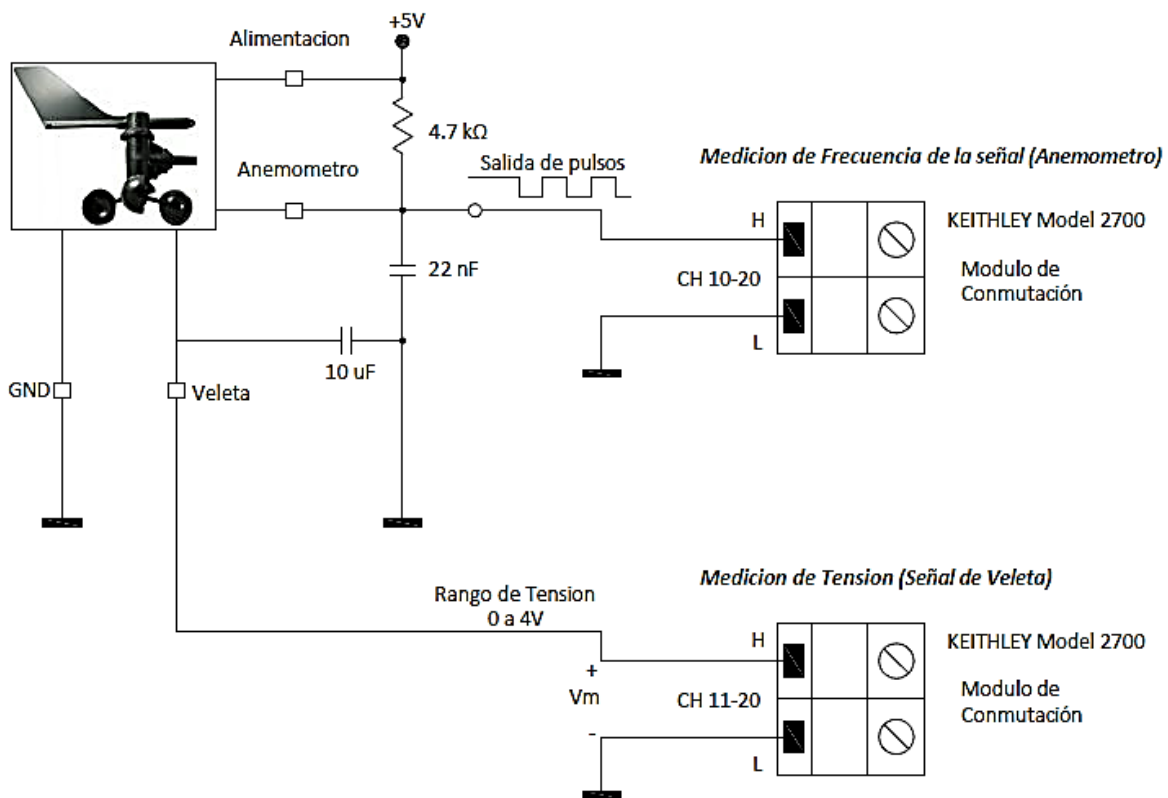 +5V
Alimentacion
4.7 kΩ
Anemometro
Salida de pulsos
Medicion de Frecuencia de la señal (Anemometro)
H
KEITHLEY Model 2700
CH 10-20
Modulo de
Conmutación
L
22 nF
10 uF
GND
Veleta
Medicion de Tension (Señal de Veleta)
Rango de Tension
0 a 4V
H
KEITHLEY Model 2700
+
Vm
-
CH 11-20
Modulo de
Conmutación
L